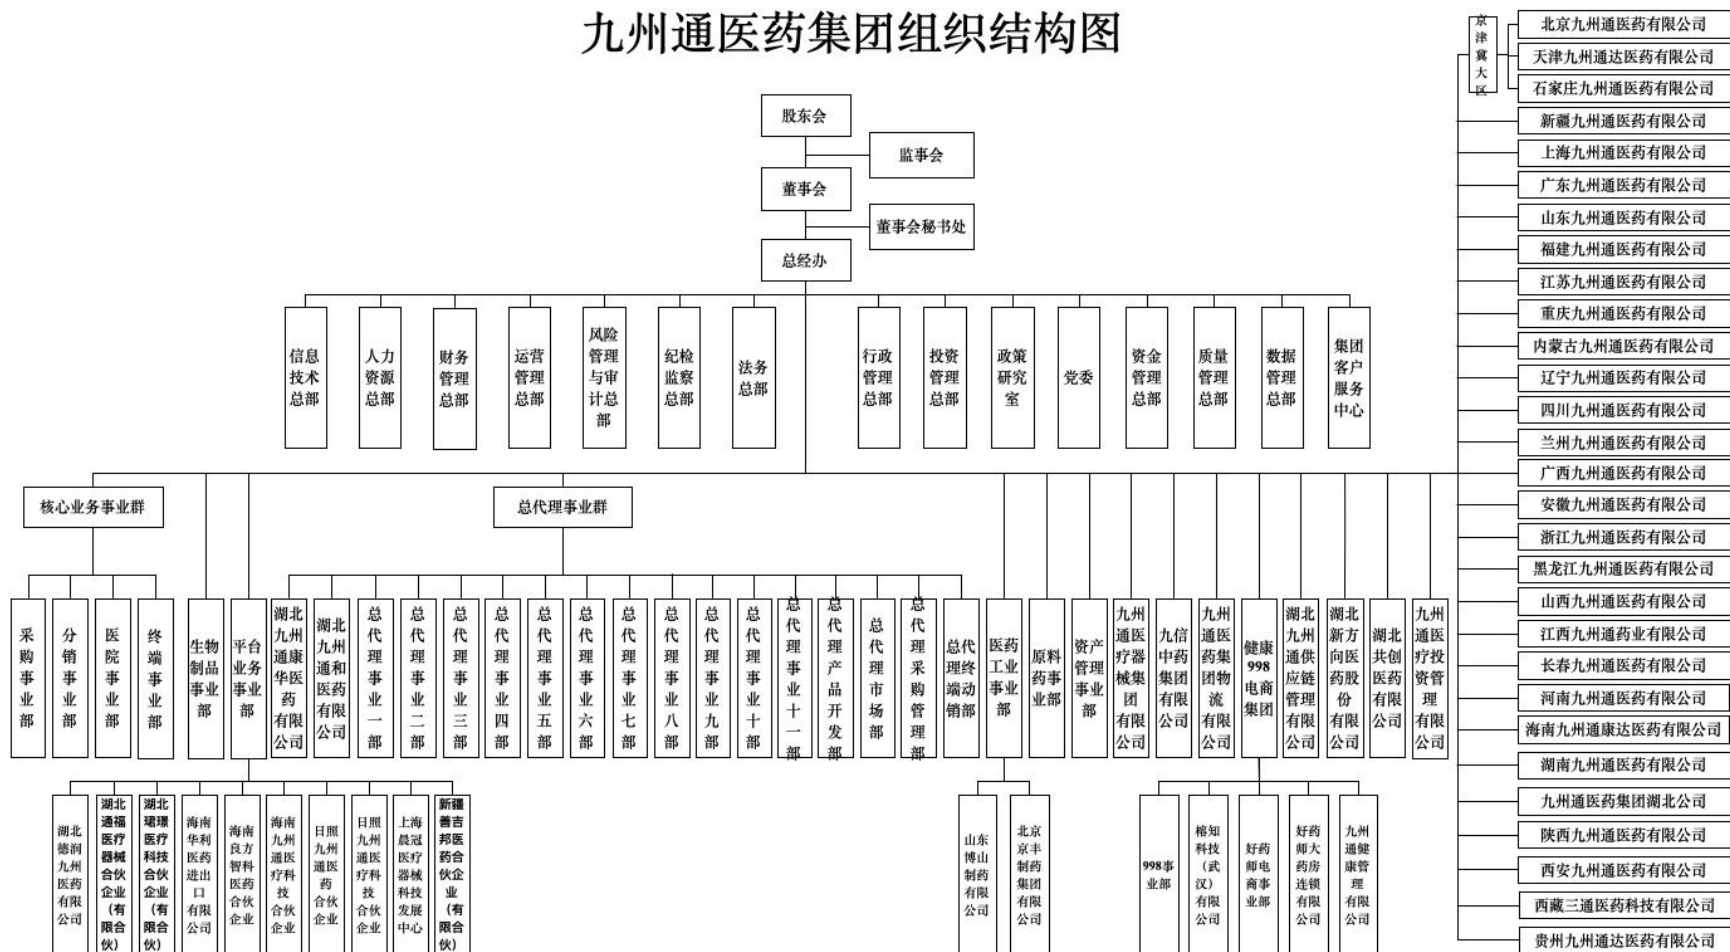 九州通医药集团组织结构图
股东会
监事会
董事会
董事会秘书处
总经办
信息
技术
总部
人力
资源
总部
财务
管理
总部
运营
管理
总部
风险
管理
与审
计总
部
纪检
监察
总部
法务
总部
行政
管理
总部
投资
管理
总部
政策
研究
室
党委
资金
管理
总部
质量
管理
总部
数据
管理
总部
集团
客户
服务
中心
核心业务事业群
总代理事业群
采
购
事
业
部
分
销
事
业
部
医
院
事
业
部
终
端
事
业
部
生物
制品
事业
部
平台
业务
事业
部
湖北
九州
通康
华医
药
有限
公司
湖北
九州
通和
医药
有限
公司
总
代
理
事
业
一
部
总
代
理
事
业
二
部
总
代
理
事
业
三
部
总
代
理
事
业
四
部
总
代
理
事
业
五
部
总
代
理
事
业
六
部
总
代
理
事
业
七
部
总
代
理
事
业
八
部
总
代
理
事
业
九
部
总
代
理
事
业
十
部
总
代
理
事
业
十
一
部
总
代
理
产
品
开
发
部
总
代
理
市
场
部
总
代
理
采
购
管
理
部
总代
理终
端动
销部
医药
工业
事业
部
原料
药事
业部
资产
管理
事业
部
九州
通医
疗器
械集
团
有限
公司
九信
中药
集团
有限
公司
九州
通医
药集
团物
流
有限
公司
健康
998
电商
集团
湖北
九州
通供
应链
管理
有限
公司
湖北
新方
向医
药股
份
有限
公司
湖北
共创
医药
有限
公司
九州
通医
疗投
资管
理
有限
公司
湖北
德润
九州
医药
有限
公司
湖北
通福
医疗
器械
合伙
企业
（有
限合
伙）
湖北
珺璟
医疗
科技
合伙
企业
（有
限合
伙）
海南
华利
医药
进出
口
有限
公司
海南
良方
智科
医药
合伙
企业
海南
九州
通医
疗科
技
合伙
企业
日照
九州
通医
药
合伙
企业
日照
九州
通医
疗科
技
合伙
企业
上海
晨冠
医疗
器械
科技
发展
中心
新疆
善吉
邦医
药合
伙企
业
（有
限合
伙）
山东
博山
制药
有限
公司
北京
京丰
制药
集团
有限
公司
998事
业部
榕知
科技
（武
汉）
有限
公司
好药
师电
商事
业部
好药
师大
药房
连锁
有限
公司
九州
通健
康管
理
有限
公司
京
津
冀
大
区
北京九州通医药有限公司
天津九州通达医药有限公司
石家庄九州通医药有限公司
新疆九州通医药有限公司
上海九州通医药有限公司
广东九州通医药有限公司
山东九州通医药有限公司
福建九州通医药有限公司
江苏九州通医药有限公司
重庆九州通医药有限公司
内蒙古九州通医药有限公司
辽宁九州通医药有限公司
四川九州通医药有限公司
兰州九州通医药有限公司
广西九州通医药有限公司
安徽九州通医药有限公司
浙江九州通医药有限公司
黑龙江九州通医药有限公司
山西九州通医药有限公司
江西九州通药业有限公司
长春九州通医药有限公司
河南九州通医药有限公司
海南九州通康达医药有限公司
湖南九州通医药有限公司
九州通医药集团湖北公司
陕西九州通医药有限公司
西安九州通医药有限公司
西藏三通医药科技有限公司
贵州九州通达医药有限公司